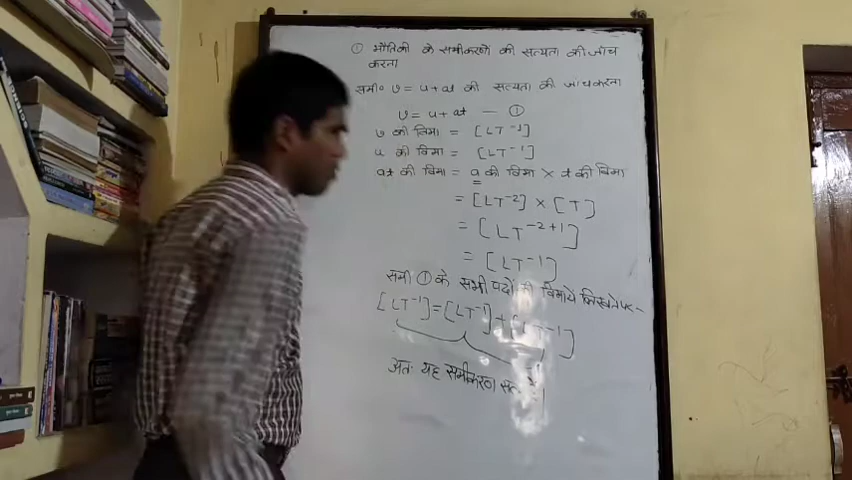 ① भौतिकी के समीकरणों की सत्यता की जाँच
करना
समी० v = u + at की सत्यता की जाँच करना
v = u + at — ①
v की विमा = [LT⁻¹]
u की विमा = [LT⁻¹]
at की विमा = a की विमा × t की विमा
= [LT⁻²] × [T]
= [LT⁻²⁺¹]
= [LT⁻¹]
समी ① के सभी पदों की विमायें लिखने पर -
[LT⁻¹] = [LT⁻¹] + [LT⁻¹]
अतः यह समीकरण